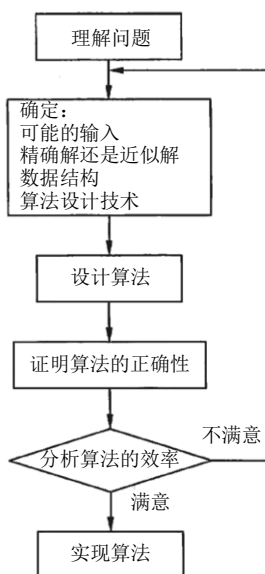 理解问题
确定：
可能的输入
精确解还是近似解
数据结构
算法设计技术
设计算法
证明算法的正确性
不满意
分析算法的效率
满意
实现算法